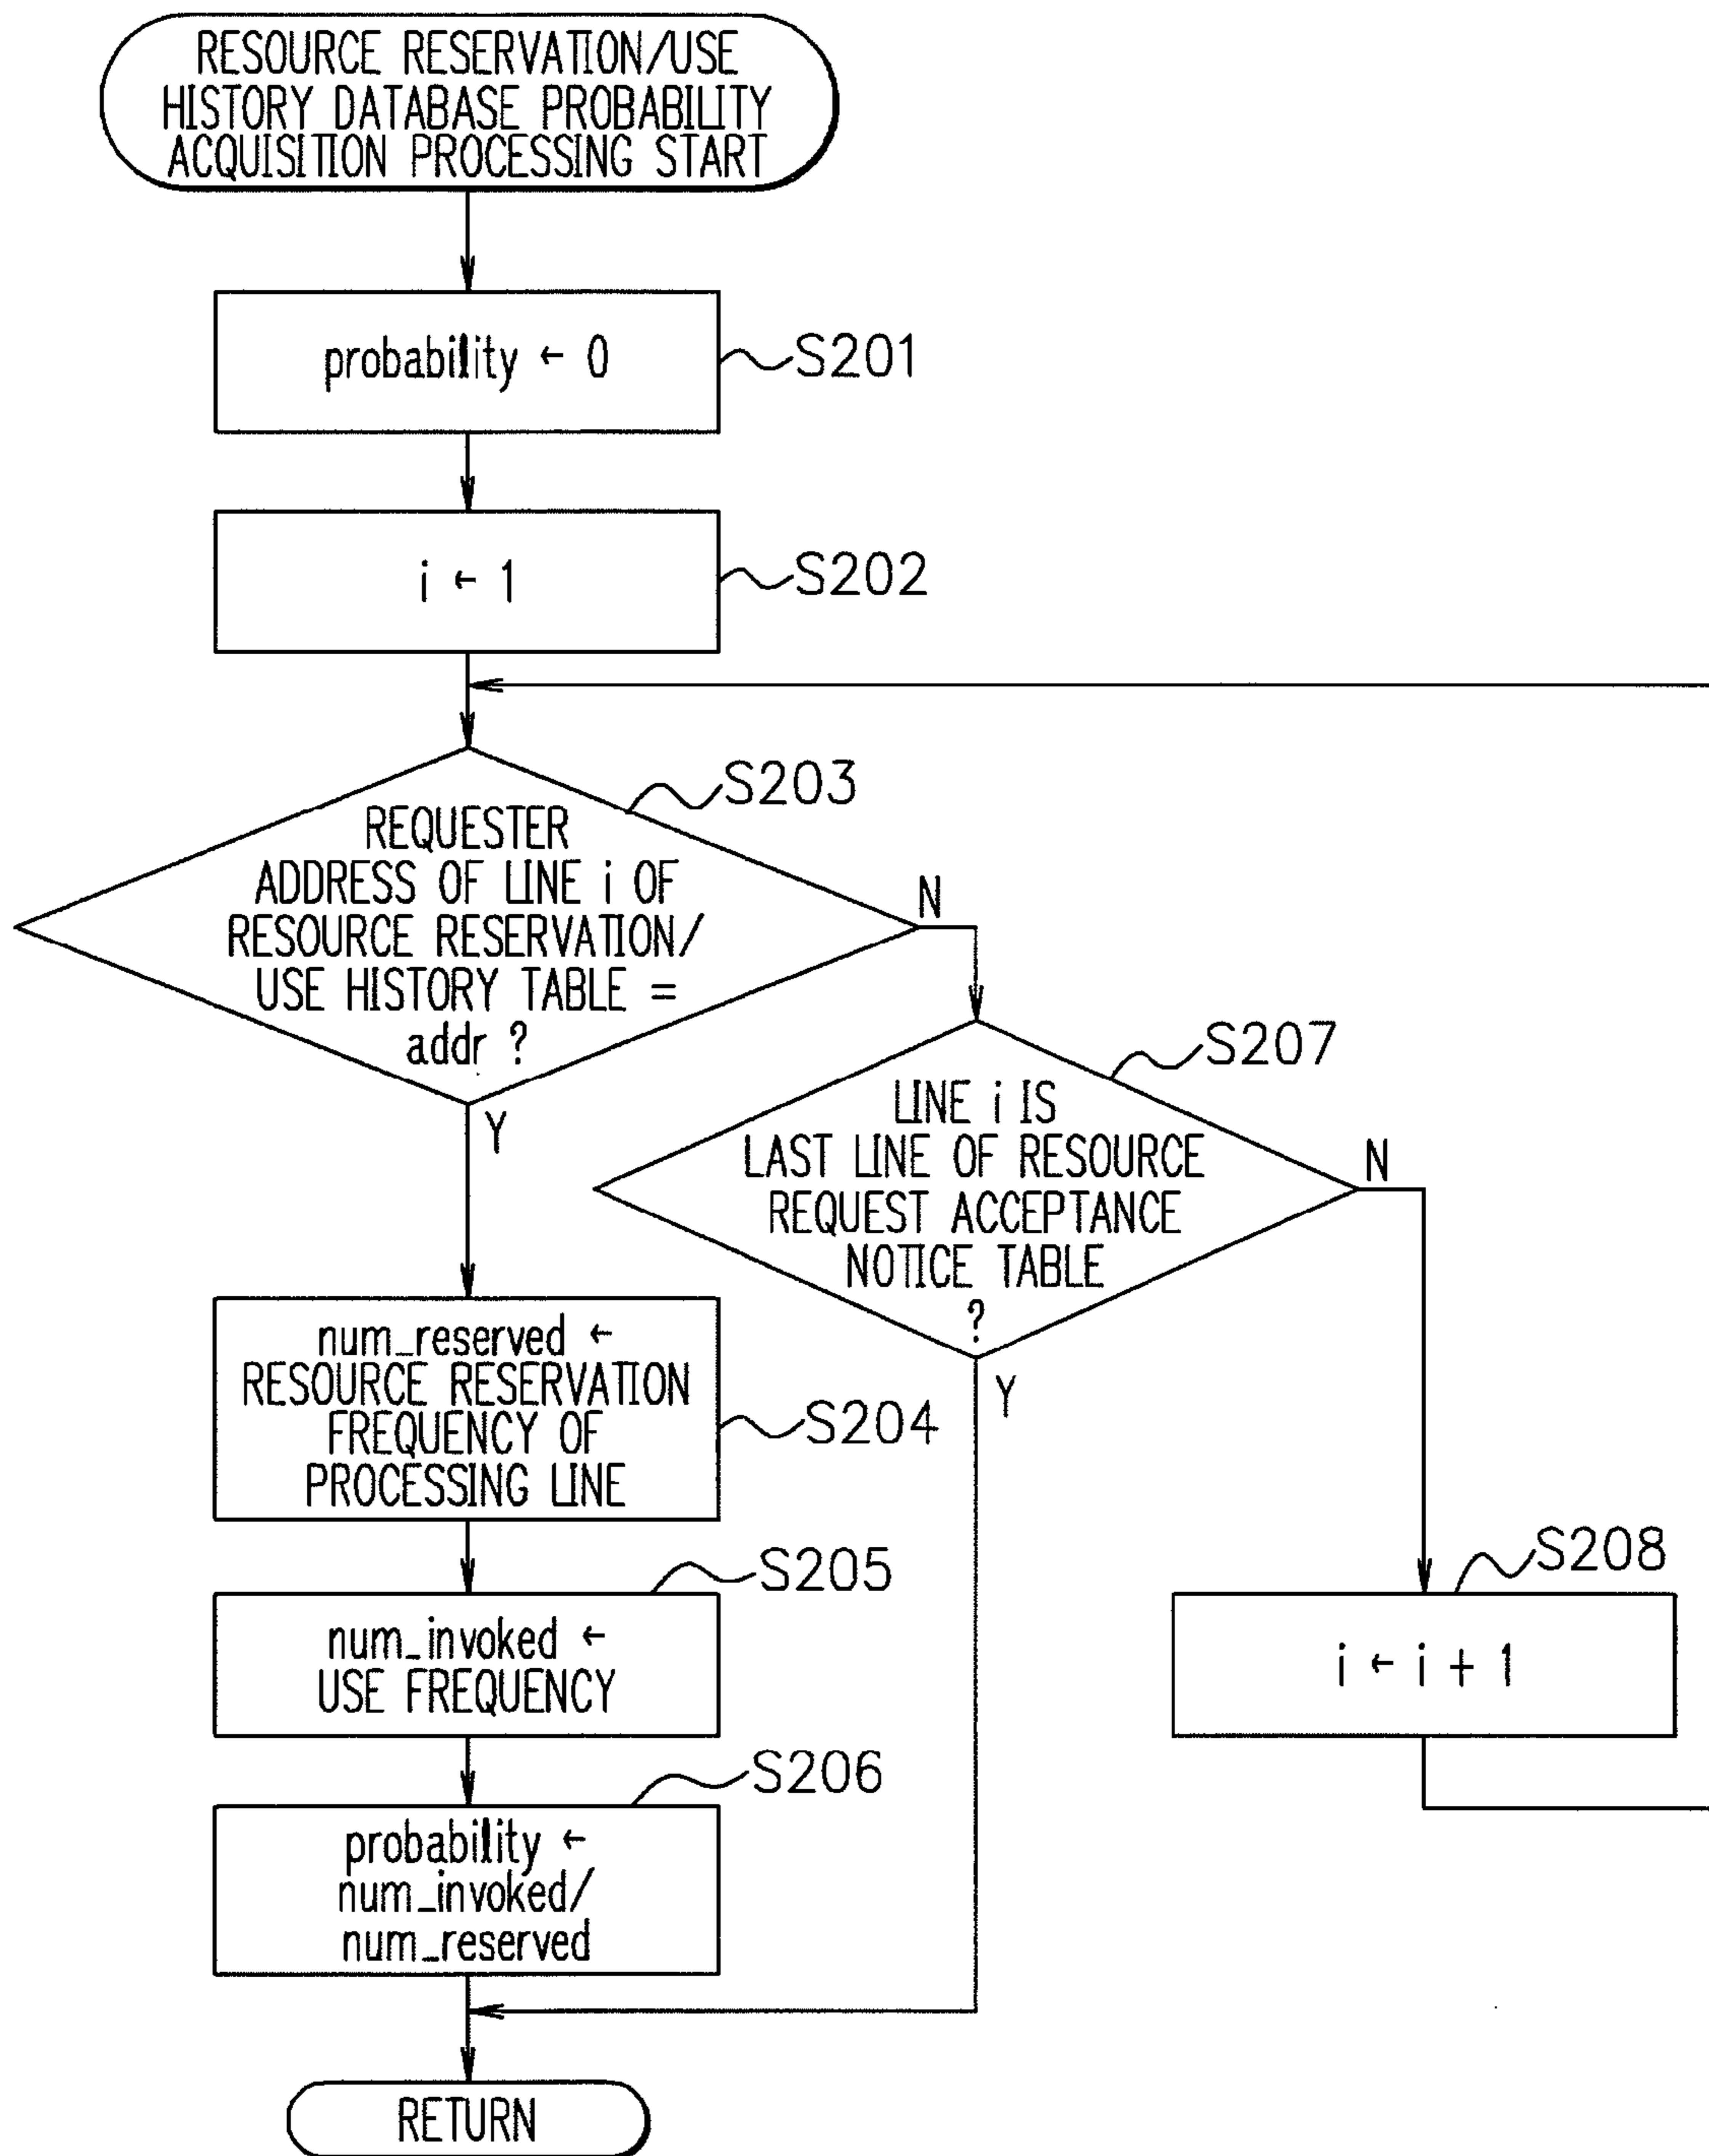 RESOURCE RESERVATION/USE
HISTORY DATABASE PROBABILITY
ACQUISITION PROCESSING START
probability ← 0
S201
i ← 1
S202
S203
REQUESTER
ADDRESS OF LINE i OF
RESOURCE RESERVATION/
USE HISTORY TABLE =
addr ?
N
Y
S207
LINE i IS
LAST LINE OF RESOURCE
REQUEST ACCEPTANCE
NOTICE TABLE
?
N
Y
num_reserved ←
RESOURCE RESERVATION
FREQUENCY OF
PROCESSING LINE
S204
S205
num_invoked ←
USE FREQUENCY
S208
i ← i + 1
S206
probability ←
num_invoked/
num_reserved
RETURN